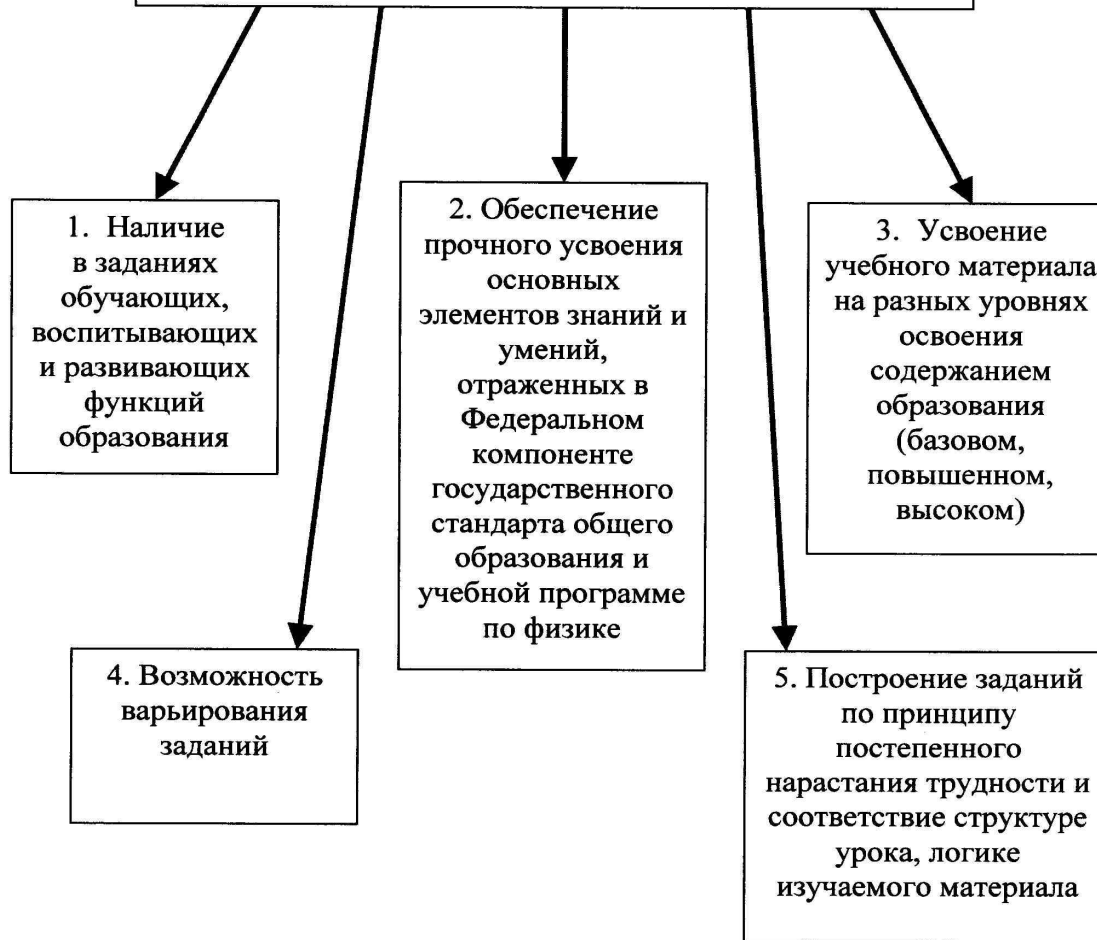 1. Наличие
в заданиях
обучающих,
воспитывающих
и развивающих
функций
образования
2. Обеспечение
прочного усвоения
основных
элементов знаний и
умений,
отраженных в
Федеральном
компоненте
государственного
стандарта общего
образования и
учебной программе
по физике
3. Усвоение
учебного материала
на разных уровнях
освоения
содержанием
образования
(базовом,
повышенном,
высоком)
4. Возможность
варьирования
заданий
5. Построение заданий
по принципу
постепенного
нарастания трудности и
соответствие структуре
урока, логике
изучаемого материала